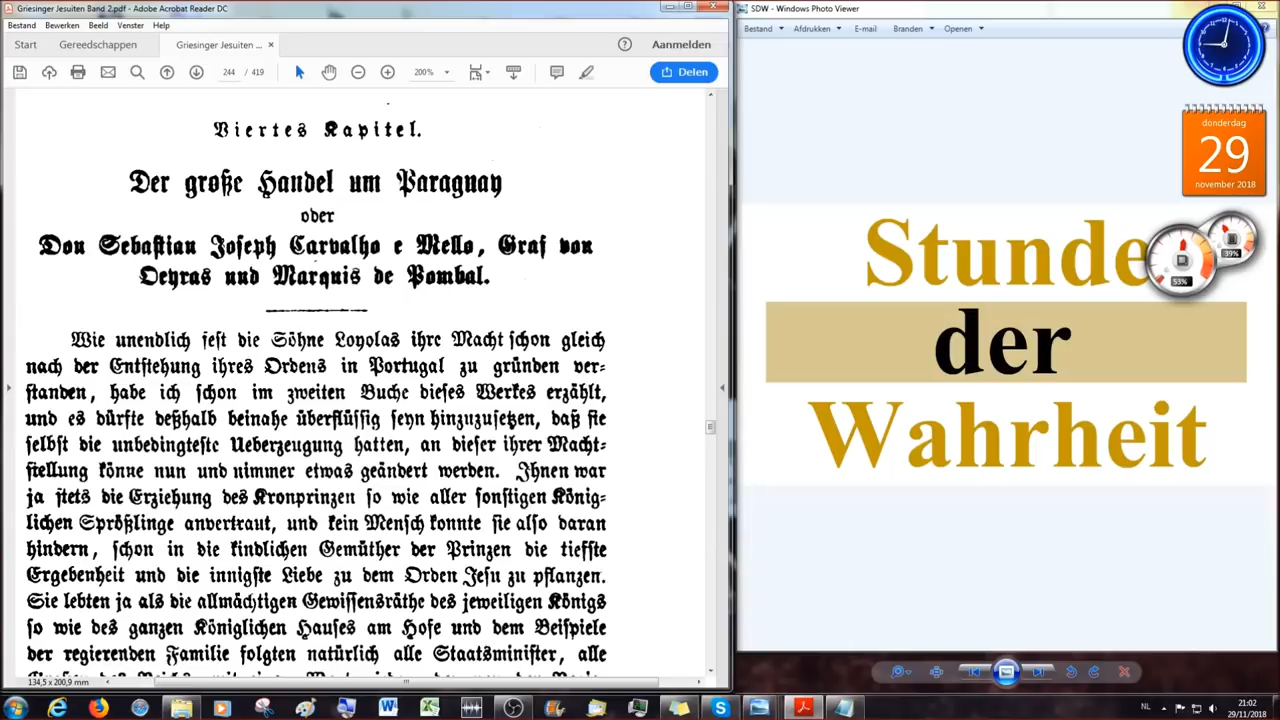 Griesinger Jesuiten Band 2.pdf - Adobe Acrobat Reader DC
Bestand Bewerken Beeld Venster Help
Start Gereedschappen Griesinger Jesuiten ... × Aanmelden
244 / 419 200% Delen
Viertes Kapitel.
Der große Handel um Paraguay
oder
Don Sebastian Joseph Carvalho e Mello, Graf von
Oeyras und Marquis de Pombal.
Wie unendlich fest die Söhne Loyolas ihre Macht schon gleich
nach der Entstehung ihres Ordens in Portugal zu gründen ver-
standen, habe ich schon im zweiten Buche dieses Werkes erzählt,
und es dürfte deßhalb beinahe überflüssig seyn hinzuzusetzen, daß sie
selbst die unbedingteste Ueberzeugung hatten, an dieser ihrer Macht-
stellung könne nun und nimmer etwas geändert werden. Ihnen war
ja stets die Erziehung des Kronprinzen so wie aller sonstigen König-
lichen Sprößlinge anvertraut, und kein Mensch konnte sie also daran
hindern, schon in die kindlichen Gemüther der Prinzen die tiefste
Ergebenheit und die innigste Liebe zu dem Orden Jesu zu pflanzen.
Sie lebten ja als die allmächtigen Gewissensräthe des jeweiligen Königs
so wie des ganzen Königlichen Hauses am Hofe und dem Beispiele
der regierenden Familie folgten natürlich alle Staatsminister, alle
134,5 x 200,9 mm
SDW - Windows Photo Viewer
Bestand Afdrukken E-mail Branden Openen
donderdag
29
november 2018
39%
53%
Stunde
der
Wahrheit
NL
21:02
29/11/2018